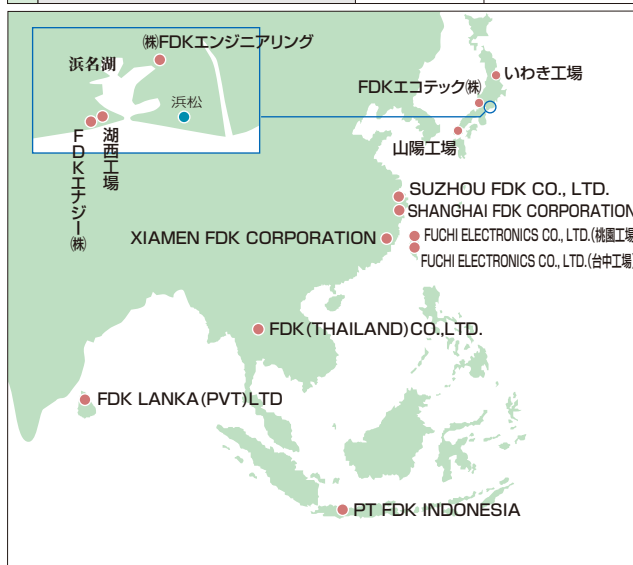 ㈱FDKエンジニアリング
浜名湖
浜松
湖西工場
FDKエナジー㈱
いわき工場
FDKエコテック㈱
山陽工場
SUZHOU FDK CO., LTD.
SHANGHAI FDK CORPORATION
XIAMEN FDK CORPORATION
FUCHI ELECTRONICS CO., LTD.(桃園工場
FUCHI ELECTRONICS CO., LTD.(台中工場)
FDK(THAILAND)CO.,LTD.
FDK LANKA(PVT)LTD
PT FDK INDONESIA